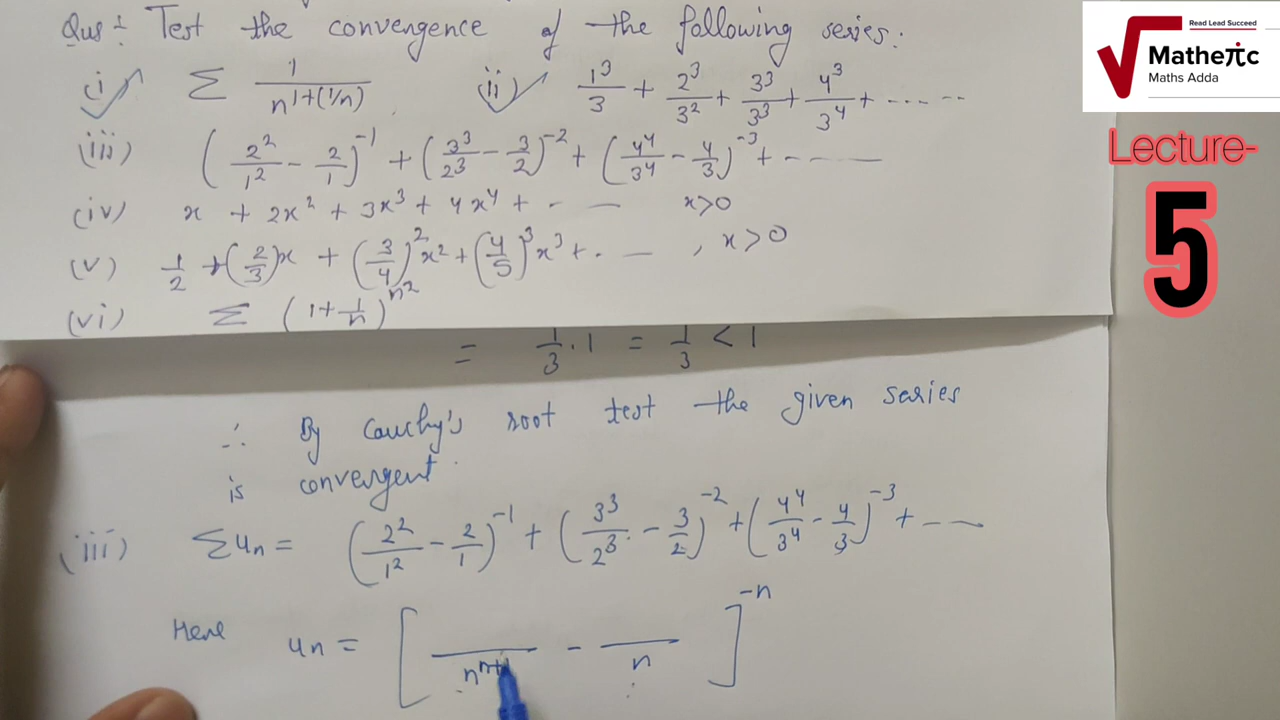 Qus:- Test the convergence of the following series:
(i) Σ 1/n^(1+(1/n)) (ii) 1³/3 + 2³/3² + 3³/3³ + 4³/3⁴ + ........
(iii) (2²/1² - 2/1)⁻¹ + (3³/2³ - 3/2)⁻² + (4⁴/3⁴ - 4/3)⁻³ + - - - -
(iv) x + 2x² + 3x³ + 4x⁴ + - - - x>0
(v) 1/2 + (2/3)x + (3/4)²x² + (4/5)³x³ + . - - , x>0
(vi) Σ (1+1/n)^n²
= 1/3 . 1 = 1/3 < 1
∴ By Cauchy's root test the given series
is convergent.
(iii) Σun = (2²/1² - 2/1)⁻¹ + (3³/2³ - 3/2)⁻² + (4⁴/3⁴ - 4/3)⁻³ + - - -
Here un = [ /n^n+ - /n ]^-n
Read Lead Succeed
Matheπc
Maths Adda
Lecture-
5